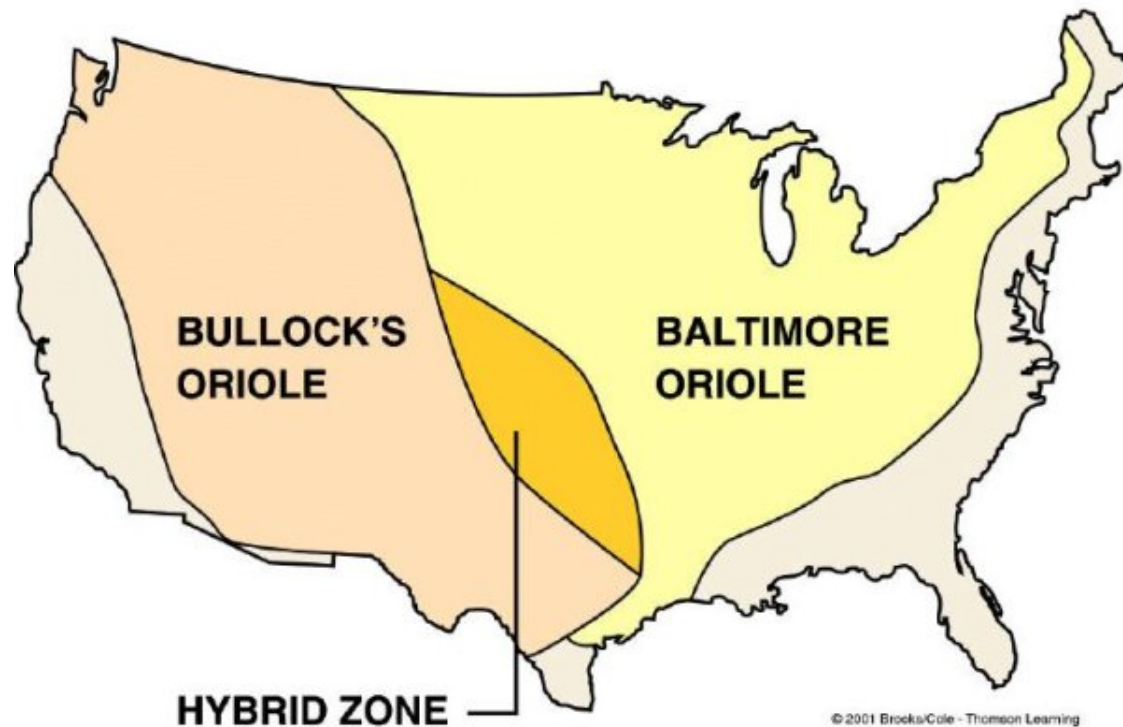 BULLOCK'S
ORIOLE
BALTIMORE
ORIOLE
HYBRID ZONE
© 2001 Brooks/Cole - Thomson Learning